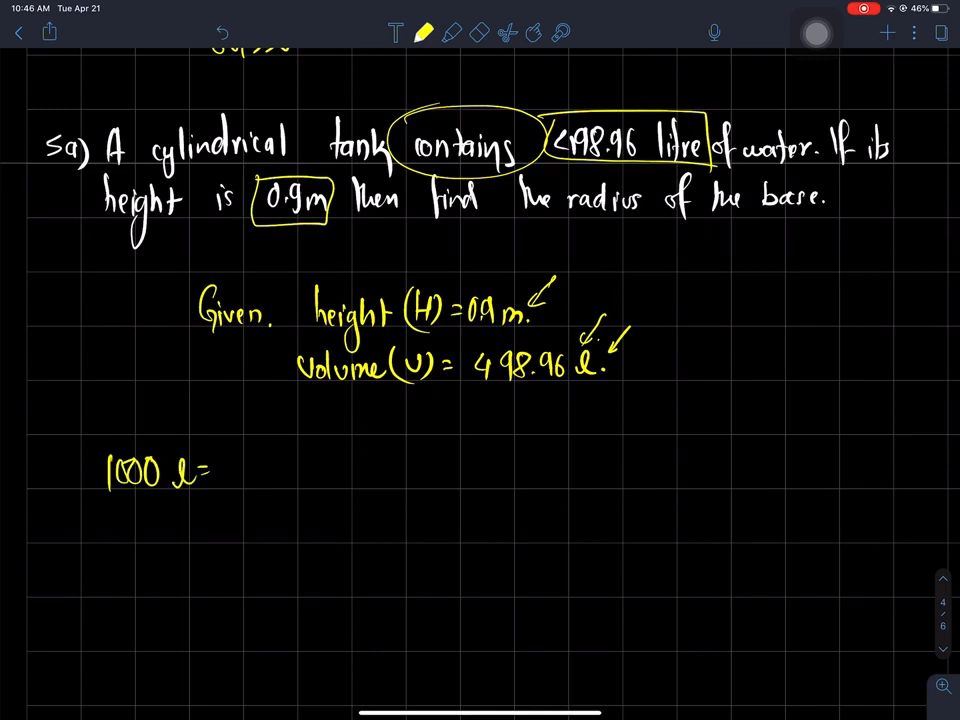 10:46 AM Tue Apr 21
46%
5a) A cylindrical tank contains 498.96 litre of water. If its
height is 0.9m then find the radius of the base.
Given. height (H) = 0.9 m.
volume (V) = 498.96 l.
1000 l =
4
/
6